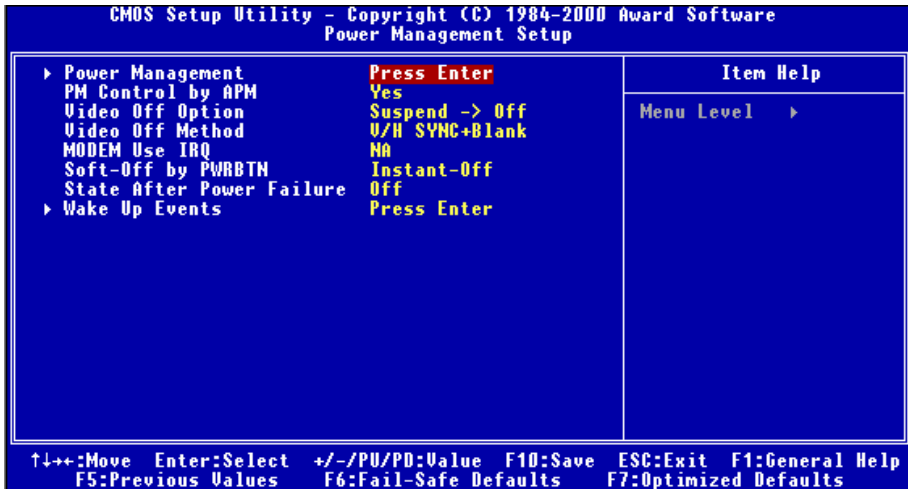 CMOS Setup Utility - Copyright (C) 1984-2000 Award Software
Power Management Setup
▸ Power Management Press Enter
PM Control by APM Yes
Video Off Option Suspend -> Off
Video Off Method V/H SYNC+Blank
MODEM Use IRQ NA
Soft-Off by PWRBTN Instant-Off
State After Power Failure Off
▸ Wake Up Events Press Enter
Item Help
Menu Level ▸
↑↓→←:Move Enter:Select +/-/PU/PD:Value F10:Save ESC:Exit F1:General Help
F5:Previous Values F6:Fail-Safe Defaults F7:Optimized Defaults